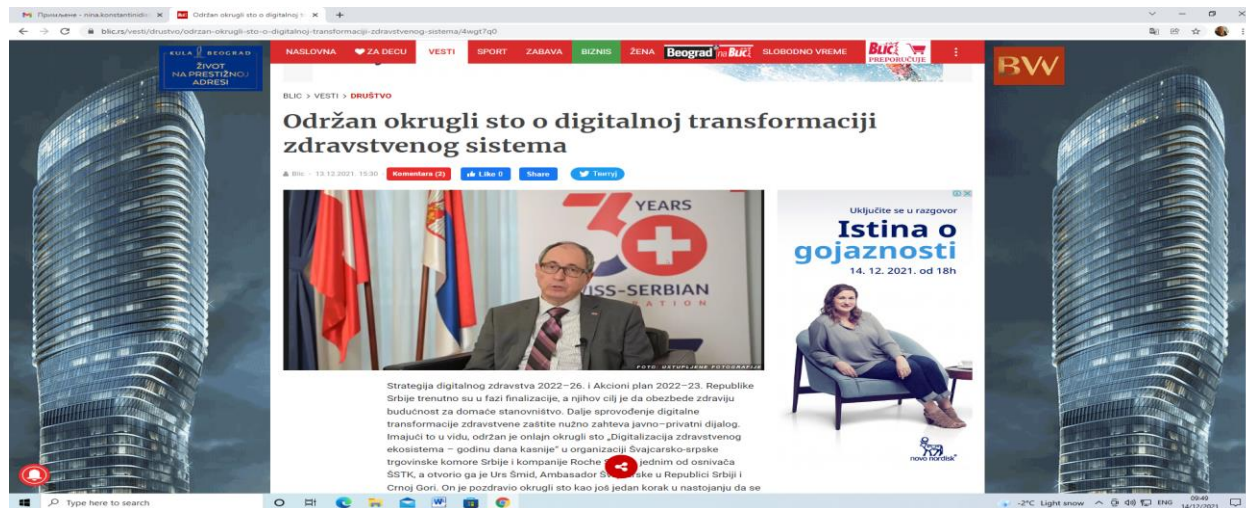 Примљене - nina.konstantinidis
Održan okrugli sto o digitalnoj t
blic.rs/vesti/drustvo/odrzan-okrugli-sto-o-digitalnoj-transformaciji-zdravstvenog-sistema/4wgt7q0
KULA BEOGRAD
ŽIVOT
NA PRESTIŽNOJ
ADRESI
NASLOVNA ZA DECU VESTI SPORT ZABAVA BIZNIS ŽENA Beograd na Blic SLOBODNO VREME BLIC PREPORUČUJE
BW
BLIC > VESTI > DRUŠTVO
Održan okrugli sto o digitalnoj transformaciji
zdravstvenog sistema
Blic - 13.12.2021. 15:30 Komentara (2) Like 0 Share Твитуј
YEARS
ISS-SERBIAN
RATION
FOTO: USTUPLJENE FOTOGRAFIJE
Uključite se u razgovor
Istina o
gojaznosti
14. 12. 2021. od 18h
novo nordisk
Strategija digitalnog zdravstva 2022–26. i Akcioni plan 2022–23. Republike
Srbije trenutno su u fazi finalizacije, a njihov cilj je da obezbede zdraviju
budućnost za domaće stanovništvo. Dalje sprovođenje digitalne
transformacije zdravstvene zaštite nužno zahteva javno–privatni dijalog.
Imajući to u vidu, održan je onlajn okrugli sto „Digitalizacija zdravstvenog
ekosistema – godinu dana kasnije“ u organizaciji Švajcarsko-srpske
trgovinske komore Srbije i kompanije Roche jednim od osnivača
ŠSTK, a otvorio ga je Urs Šmid, Ambasador ske u Republici Srbiji i
Crnoj Gori. On je pozdravio okrugli sto kao još jedan korak u nastojanju da se
Type here to search
-2°C Light snow ENG 09:49
14/12/2021